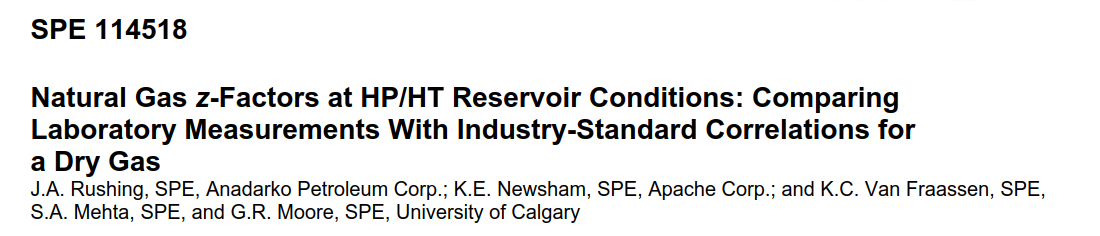 SPE 114518
Natural Gas z-Factors at HP/HT Reservoir Conditions: Comparing
Laboratory Measurements With Industry-Standard Correlations for
a Dry Gas
J.A. Rushing, SPE, Anadarko Petroleum Corp.; K.E. Newsham, SPE, Apache Corp.; and K.C. Van Fraassen, SPE,
S.A. Mehta, SPE, and G.R. Moore, SPE, University of Calgary